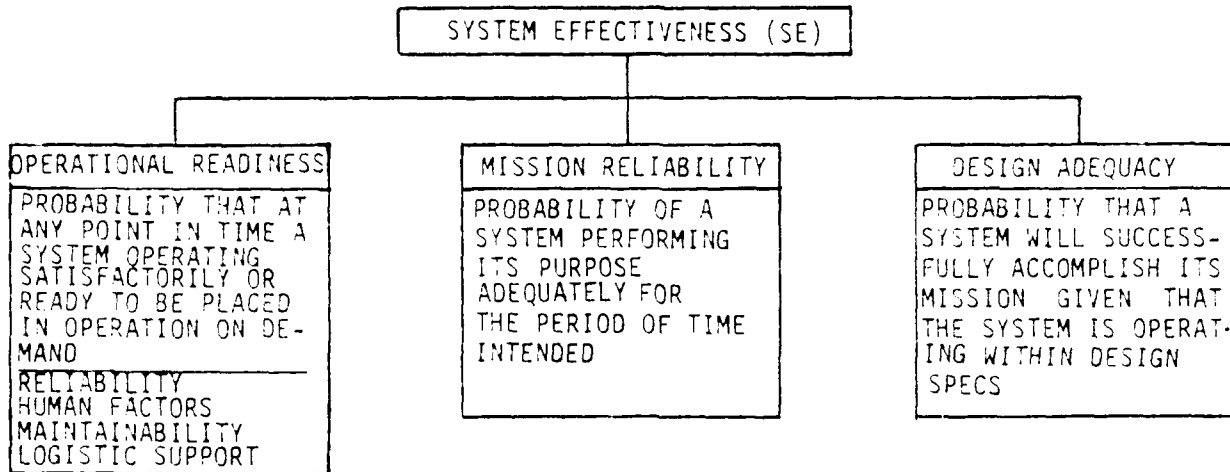 SYSTEM EFFECTIVENESS (SE)
OPERATIONAL READINESS
PROBABILITY THAT AT
ANY POINT IN TIME A
SYSTEM OPERATING
SATISFACTORILY OR
READY TO BE PLACED
IN OPERATION ON DE-
MAND
RELIABILITY
HUMAN FACTORS
MAINTAINABILITY
LOGISTIC SUPPORT
MISSION RELIABILITY
PROBABILITY OF A
SYSTEM PERFORMING
ITS PURPOSE
ADEQUATELY FOR
THE PERIOD OF TIME
INTENDED
DESIGN ADEQUACY
PROBABILITY THAT A
SYSTEM WILL SUCCESS-
FULLY ACCOMPLISH ITS
MISSION GIVEN THAT
THE SYSTEM IS OPERAT-
ING WITHIN DESIGN
SPECS